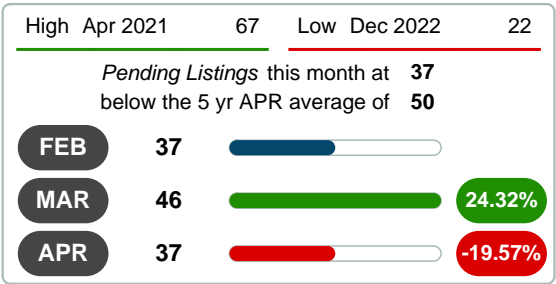 High Apr 2021 67 Low Dec 2022 22
Pending Listings this month at 37
below the 5 yr APR average of 50
FEB 37
MAR 46 24.32%
APR 37 -19.57%